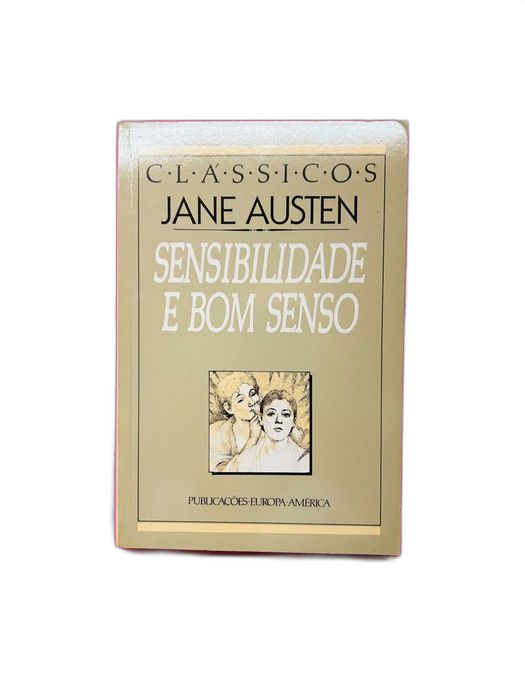 C·L·Á·S·S·I·C·O·S
JANE AUSTEN
SENSIBILIDADE
E BOM SENSO
PUBLICAÇÕES·EUROPA·AMÉRICA